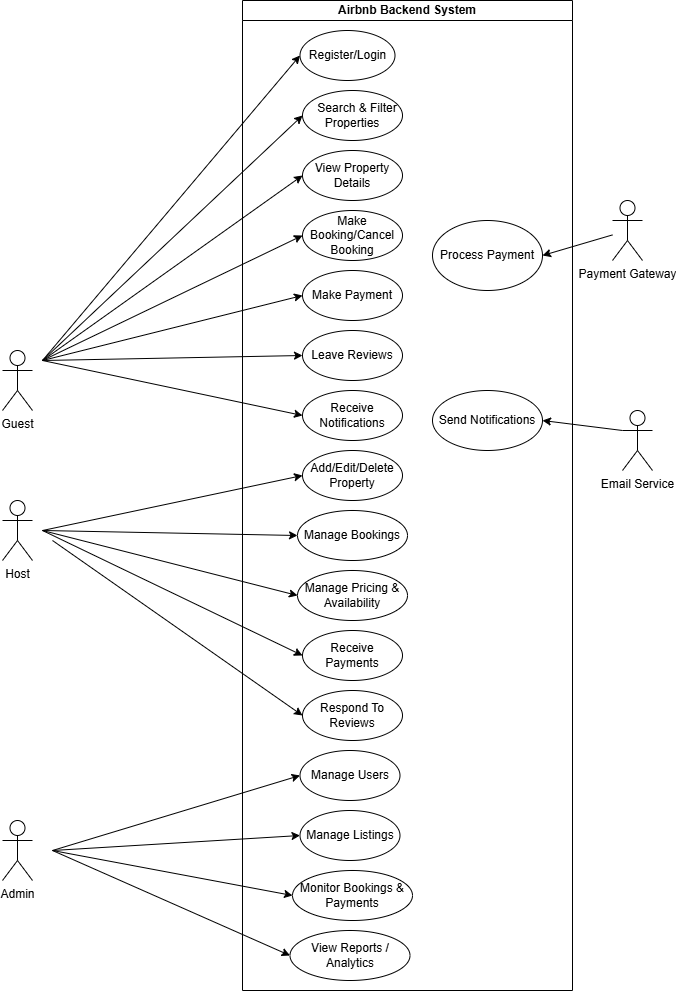 Airbnb Backend System
Register/Login
Search & Filter
Properties
View Property
Details
Make
Booking/Cancel
Booking
Process Payment
Payment Gateway
Make Payment
Leave Reviews
Guest
Receive
Notifications
Send Notifications
Email Service
Add/Edit/Delete
Property
Host
Manage Bookings
Manage Pricing &
Availability
Receive
Payments
Respond To
Reviews
Manage Users
Manage Listings
Admin
Monitor Bookings &
Payments
View Reports /
Analytics